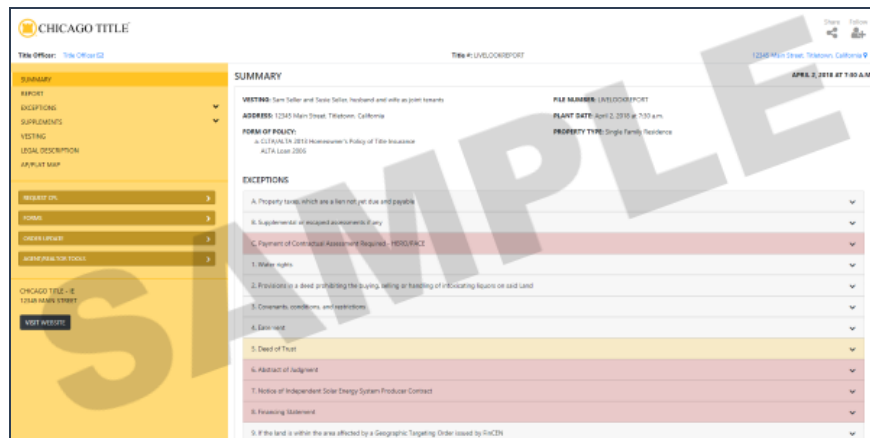 CHICAGO TITLE
Share Follow
Title Officer: Title Officer
Title #: LIVELOOKREPORT
12345 Main Street, Titletown, California
SUMMARY
REPORT
EXCEPTIONS
SUPPLEMENTS
VESTING
LEGAL DESCRIPTION
AP/PLAT MAP
REQUEST CPL
FORMS
ORDER UPDATE
AGENT/REALTOR TOOLS
CHICAGO TITLE - IE
12345 MAIN STREET
VISIT WEBSITE
SUMMARY
APRIL 2, 2018 AT 7:30 A.M
VESTING: Sam Seller and Susie Seller, husband and wife as joint tenants
ADDRESS: 12345 Main Street, Titletown, California
FORM OF POLICY:
CLTA/ALTA 2013 Homeowner's Policy of Title Insurance
ALTA Loan 2006
FILE NUMBER: LIVELOOKREPORT
PLANT DATE: April 2, 2018 at 7:30 a.m.
PROPERTY TYPE: Single Family Residence
EXCEPTIONS
A. Property taxes, which are a lien not yet due and payable
B. Supplemental or escaped assessments if any
C. Payment of Contractual Assessment Required - HERO/PACE
1. Water rights
2. Provisions in a deed prohibiting the buying, selling or handling of intoxicating liquors on said Land
3. Covenants, conditions, and restrictions
4. Easement
5. Deed of Trust
6. Abstract of Judgment
7. Notice of Independent Solar Energy System Producer Contract
8. Financing Statement
9. If the land is within the area affected by a Geographic Targeting Order issued by FinCEN
SAMPLE